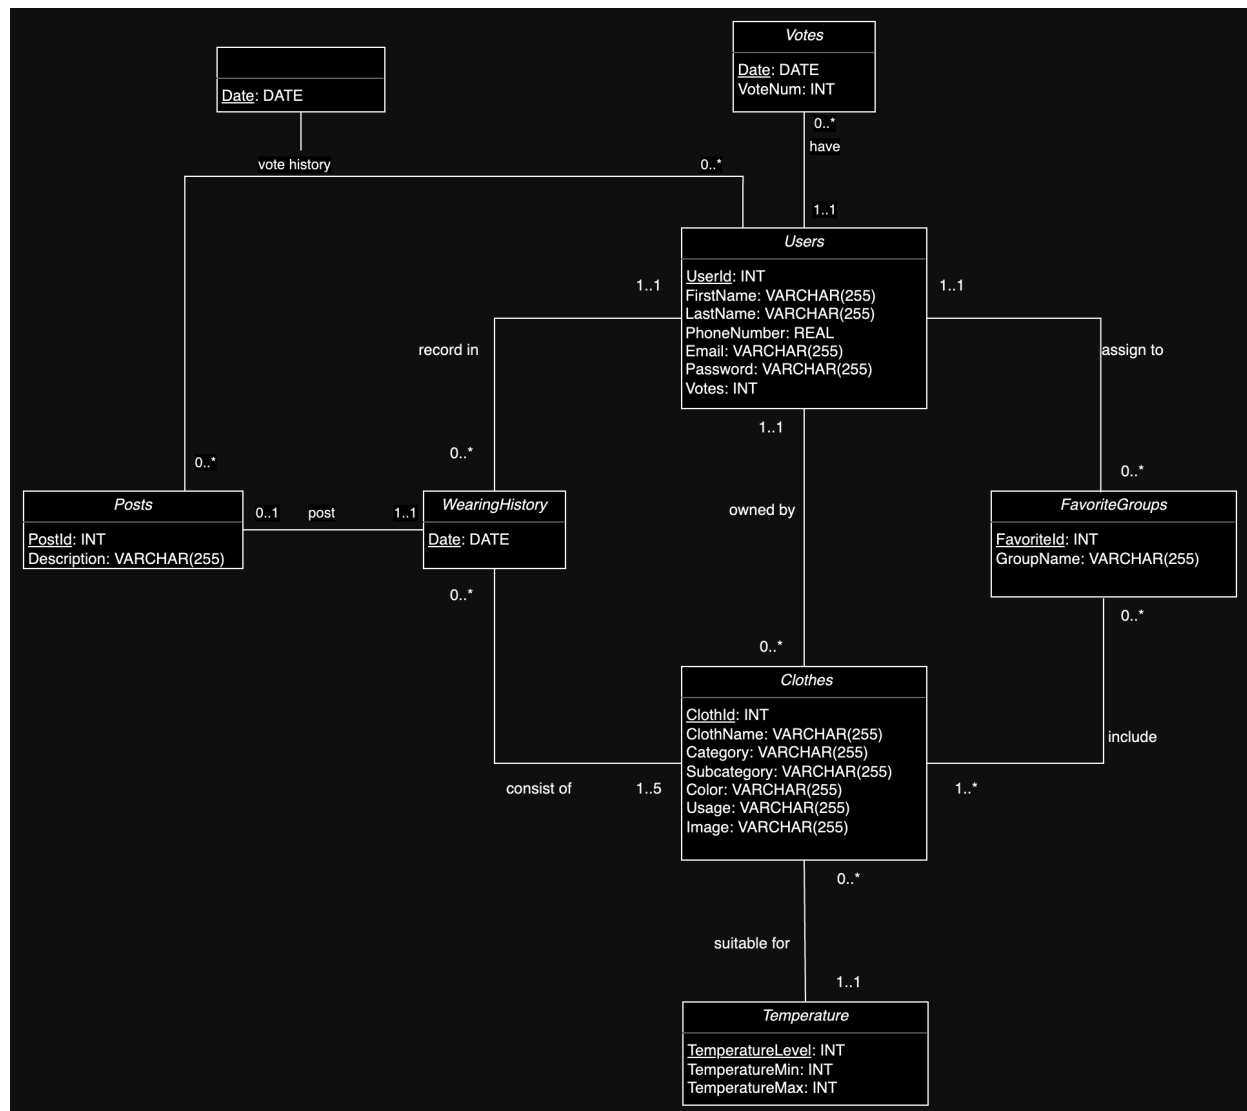 Votes
Date: DATE
VoteNum: INT
Date: DATE
0..*
have
vote history
0..*
1..1
Users
UserId: INT
FirstName: VARCHAR(255)
LastName: VARCHAR(255)
PhoneNumber: REAL
Email: VARCHAR(255)
Password: VARCHAR(255)
Votes: INT
1..1
1..1
record in
assign to
1..1
0..*
0..*
0..*
Posts
PostId: INT
Description: VARCHAR(255)
0..1
post
1..1
WearingHistory
Date: DATE
owned by
FavoriteGroups
FavoriteId: INT
GroupName: VARCHAR(255)
0..*
0..*
0..*
Clothes
ClothId: INT
ClothName: VARCHAR(255)
Category: VARCHAR(255)
Subcategory: VARCHAR(255)
Color: VARCHAR(255)
Usage: VARCHAR(255)
Image: VARCHAR(255)
include
consist of
1..5
1..*
0..*
suitable for
1..1
Temperature
TemperatureLevel: INT
TemperatureMin: INT
TemperatureMax: INT